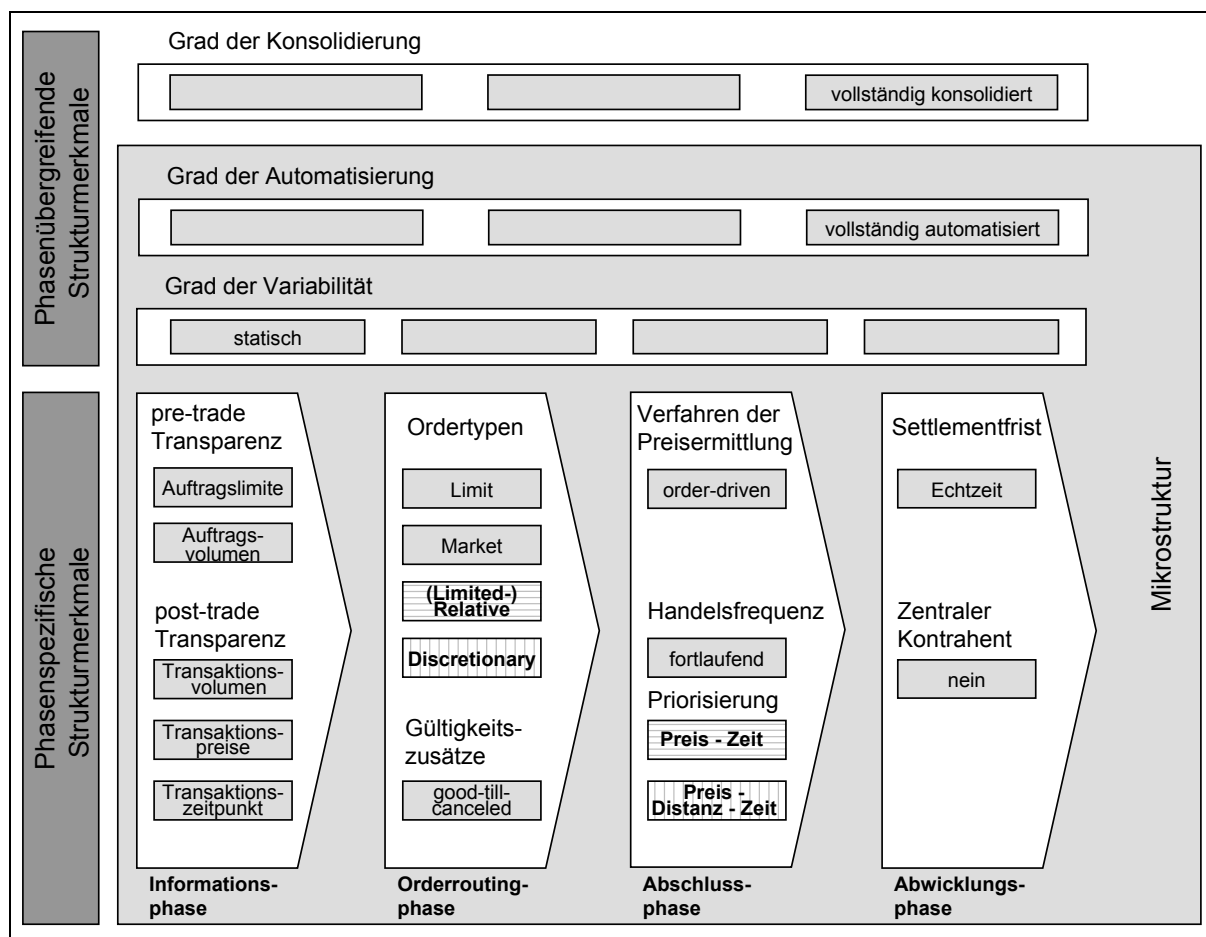 Phasenübergreifende
Strukturmerkmale
Grad der Konsolidierung
vollständig konsolidiert
Grad der Automatisierung
vollständig automatisiert
Grad der Variabilität
statisch
Phasenspezifische
Strukturmerkmale
pre-trade
Transparenz
Auftragslimite
Auftrags-
volumen
post-trade
Transparenz
Transaktions-
volumen
Transaktions-
preise
Transaktions-
zeitpunkt
Informations-
phase
Ordertypen
Limit
Market
(Limited-)
Relative
Discretionary
Gültigkeits-
zusätze
good-till-
canceled
Orderrouting-
phase
Verfahren der
Preisermittlung
order-driven
Handelsfrequenz
fortlaufend
Priorisierung
Preis - Zeit
Preis -
Distanz - Zeit
Abschluss-
phase
Settlementfrist
Echtzeit
Zentraler
Kontrahent
nein
Abwicklungs-
phase
Mikrostruktur